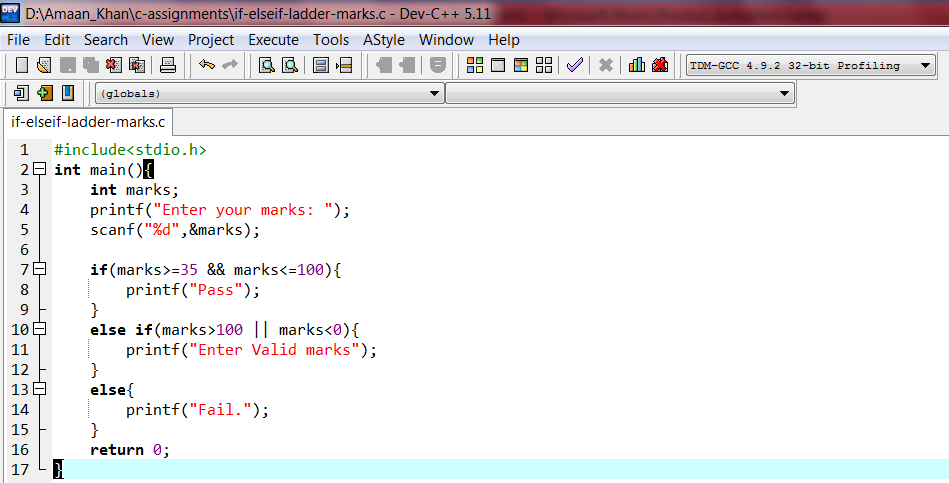 D:\Amaan_Khan\c-assignments\if-elseif-ladder-marks.c - Dev-C++ 5.11
File Edit Search View Project Execute Tools AStyle Window Help
TDM-GCC 4.9.2 32-bit Profiling
(globals)
if-elseif-ladder-marks.c
1 #include<stdio.h>
2 int main(){
3 int marks;
4 printf("Enter your marks: ");
5 scanf("%d",&marks);
6
7 if(marks>=35 && marks<=100){
8 printf("Pass");
9 }
10 else if(marks>100 || marks<0){
11 printf("Enter Valid marks");
12 }
13 else{
14 printf("Fail.");
15 }
16 return 0;
17 }